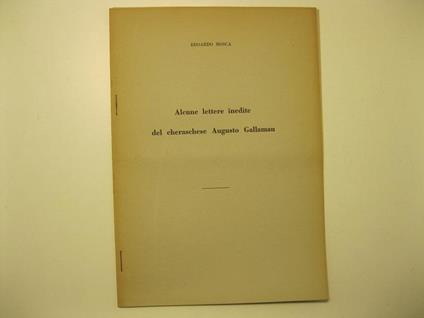 EDOARDO MOSCA
Alcune lettere inedite
del cheraschese Augusto Gallamau